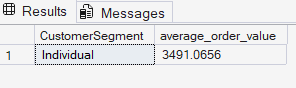 Results Messages
CustomerSegment average_order_value
1 Individual 3491.0656